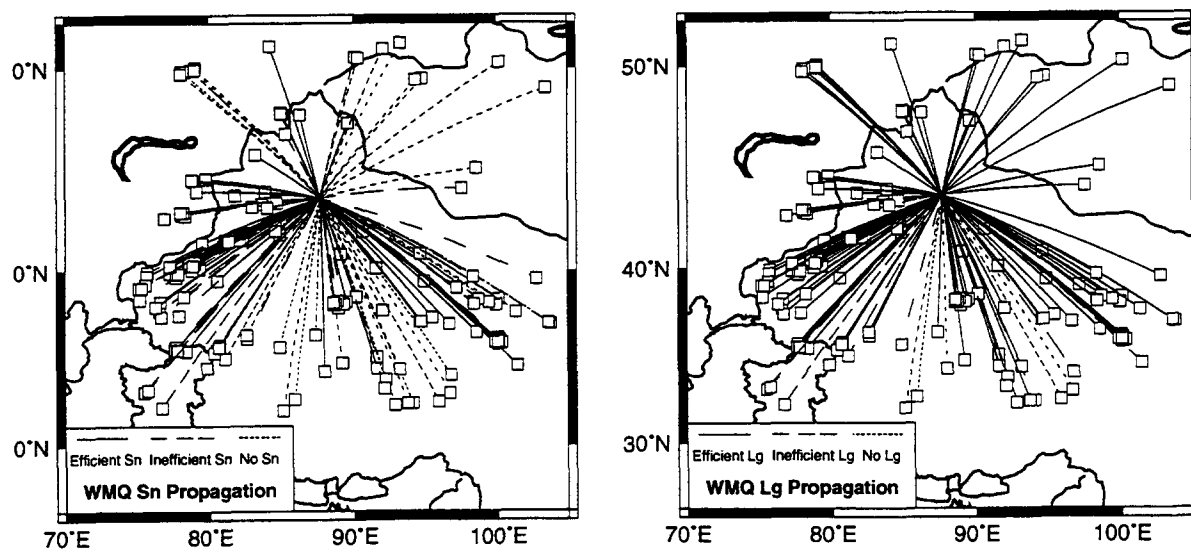 0°N
0°N
0°N
Efficient Sn Inefficient Sn No Sn
WMQ Sn Propagation
70°E 80°E 90°E 100°E
50°N
40°N
30°N
Efficient Lg Inefficient Lg No Lg
WMQ Lg Propagation
70°E 80°E 90°E 100°E